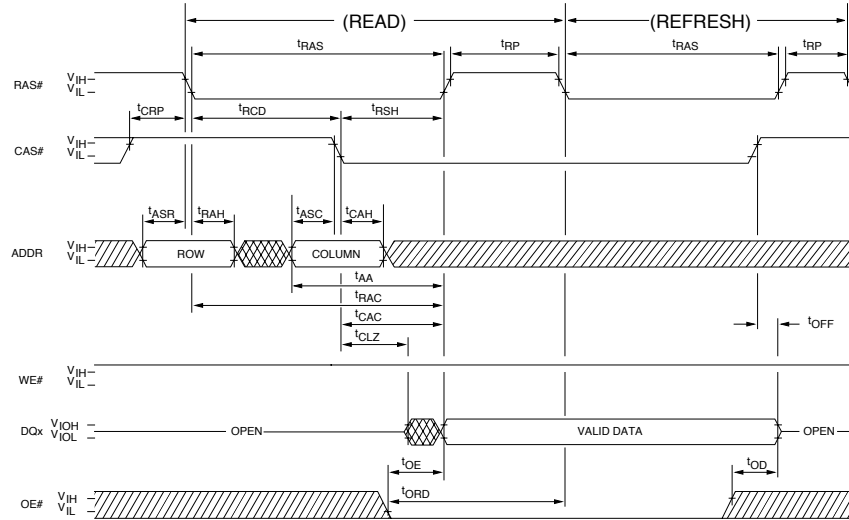 (READ) (REFRESH)
tRAS tRP tRAS tRP
RAS# VIH VIL
tCRP tRCD tRSH
CAS# VIH VIL
tASR tRAH tASC tCAH
ADDR VIH VIL ROW COLUMN
tAA
tRAC
tCAC
tCLZ tOFF
WE# VIH VIL
DQx VIOH VIOL OPEN VALID DATA OPEN
tOE tOD
tORD
OE# VIH VIL